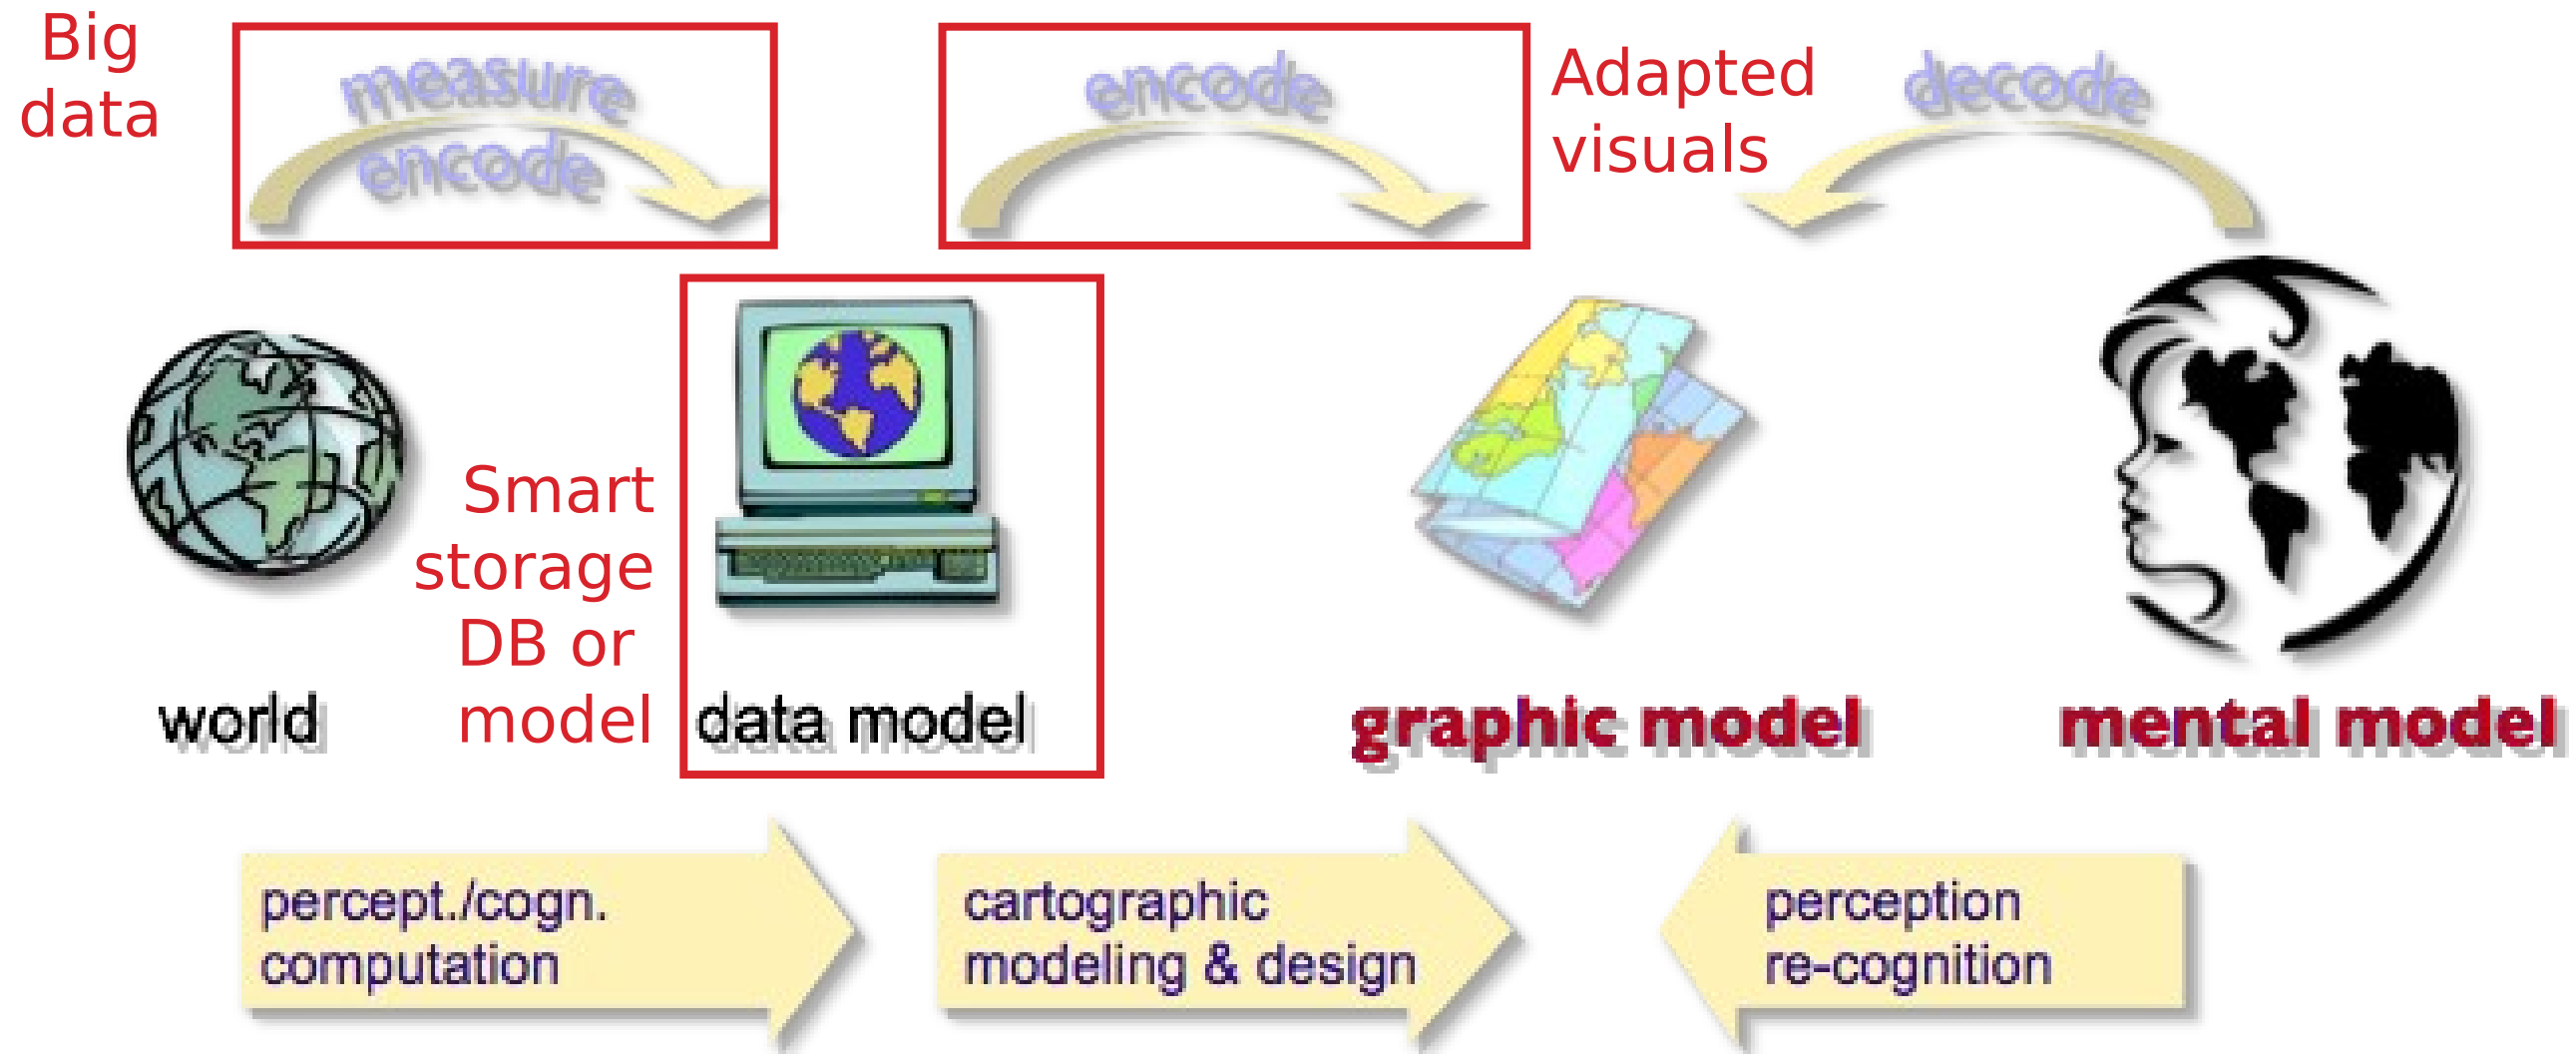 Big
data
measure
encode
encode
Adapted
visuals
decode
Smart
storage
DB or
model
world
data model
graphic model
mental model
percept./cogn.
computation
cartographic
modeling & design
perception
re-cognition